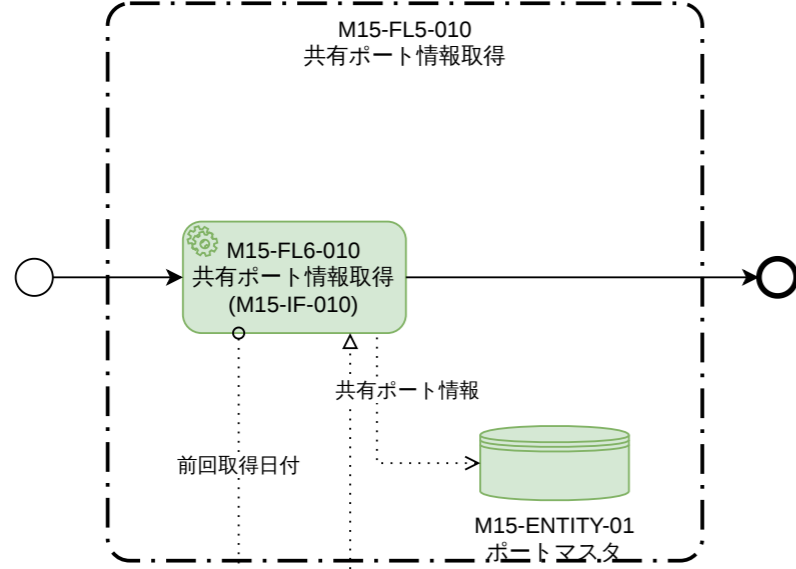 M15-FL5-010
共有ポート情報取得
M15-FL6-010
共有ポート情報取得
(M15-IF-010)
共有ポート情報
前回取得日付
M15-ENTITY-01
ポートマスタ